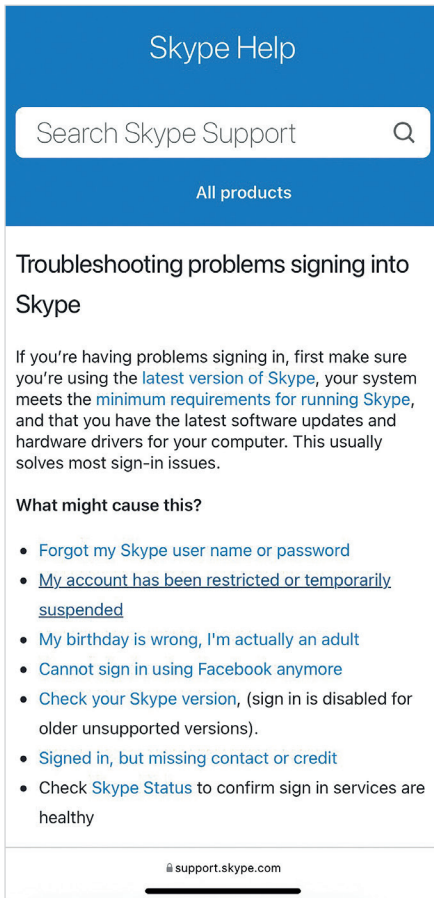 Skype Help
Search Skype Support
All products
Troubleshooting problems signing into
Skype
If you’re having problems signing in, first make sure
you’re using the latest version of Skype, your system
meets the minimum requirements for running Skype,
and that you have the latest software updates and
hardware drivers for your computer. This usually
solves most sign-in issues.
What might cause this?
• Forgot my Skype user name or password
• My account has been restricted or temporarily
suspended
• My birthday is wrong, I'm actually an adult
• Cannot sign in using Facebook anymore
• Check your Skype version, (sign in is disabled for
older unsupported versions).
• Signed in, but missing contact or credit
• Check Skype Status to confirm sign in services are
healthy
support.skype.com